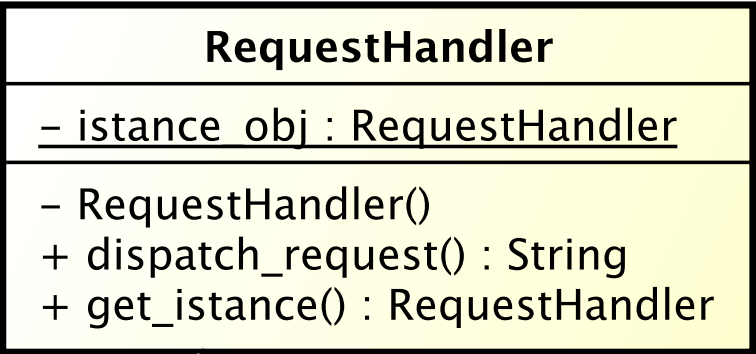 RequestHandler
- istance_obj : RequestHandler
- RequestHandler()
+ dispatch_request() : String
+ get_istance() : RequestHandler